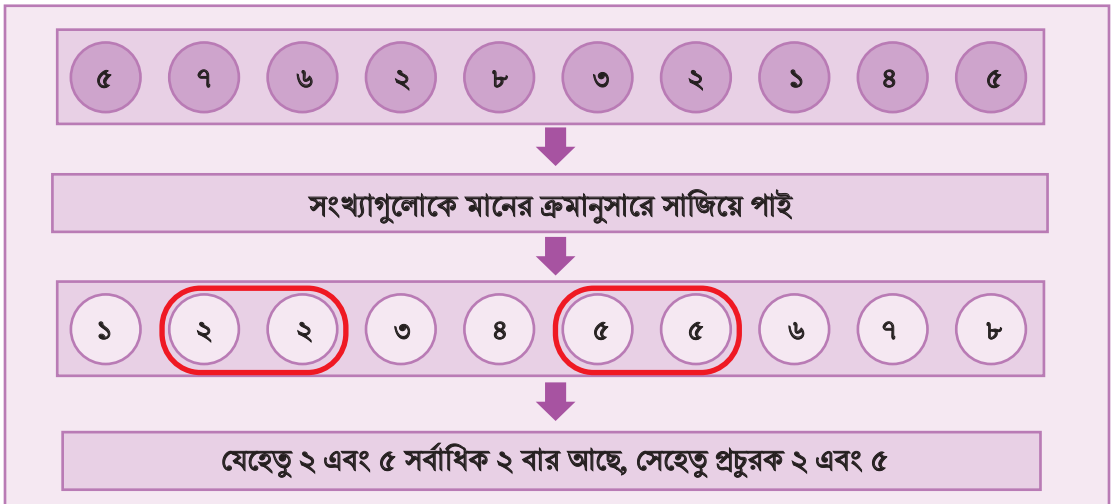 ৫ ৭ ৬ ২ ৮ ৩ ২ ১ ৪ ৫
সংখ্যাগুলোকে মানের ক্রমানুসারে সাজিয়ে পাই
১ ২ ২ ৩ ৪ ৫ ৫ ৬ ৭ ৮
যেহেতু ২ এবং ৫ সর্বাধিক ২ বার আছে, সেহেতু প্রচুরক ২ এবং ৫